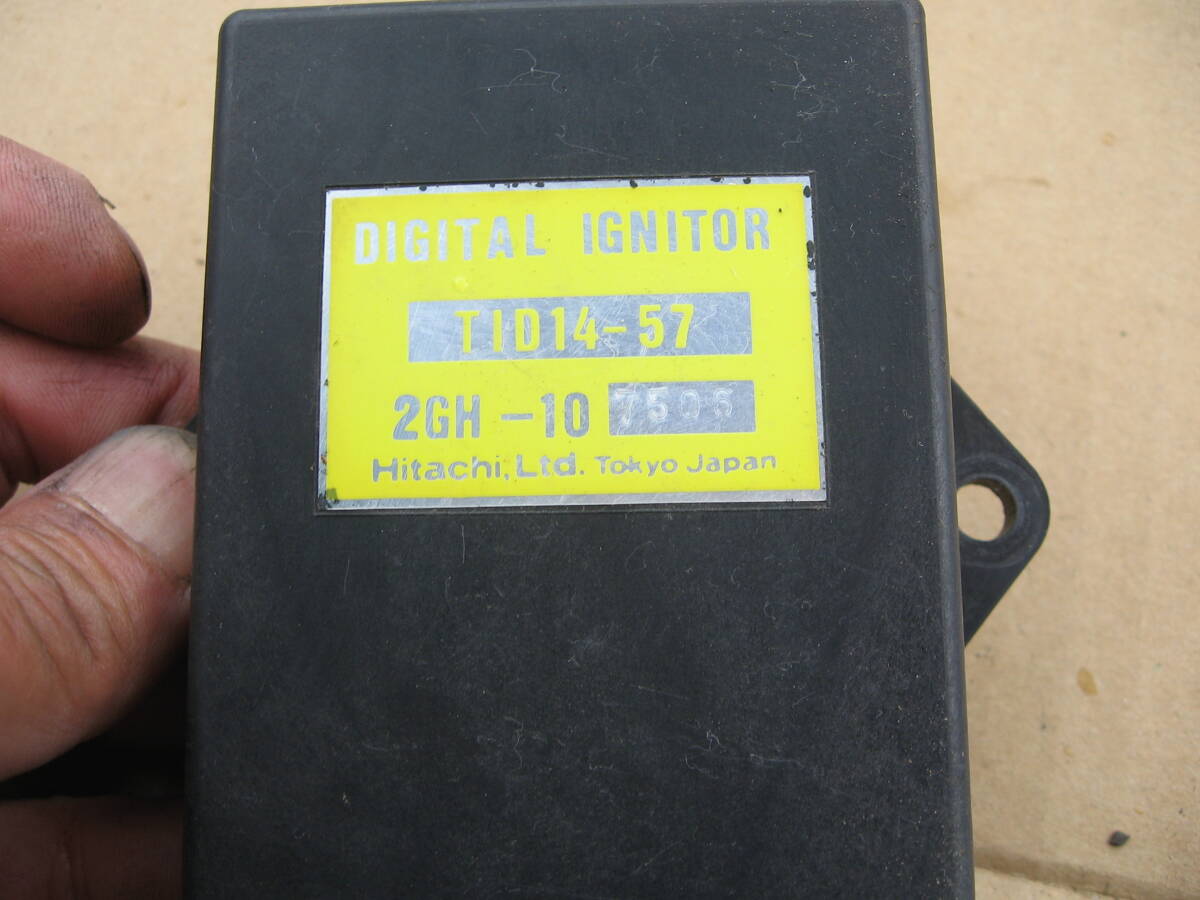 DIGITAL IGNITOR
TID14-57
2GH-10 7506
Hitachi, Ltd. Tokyo Japan